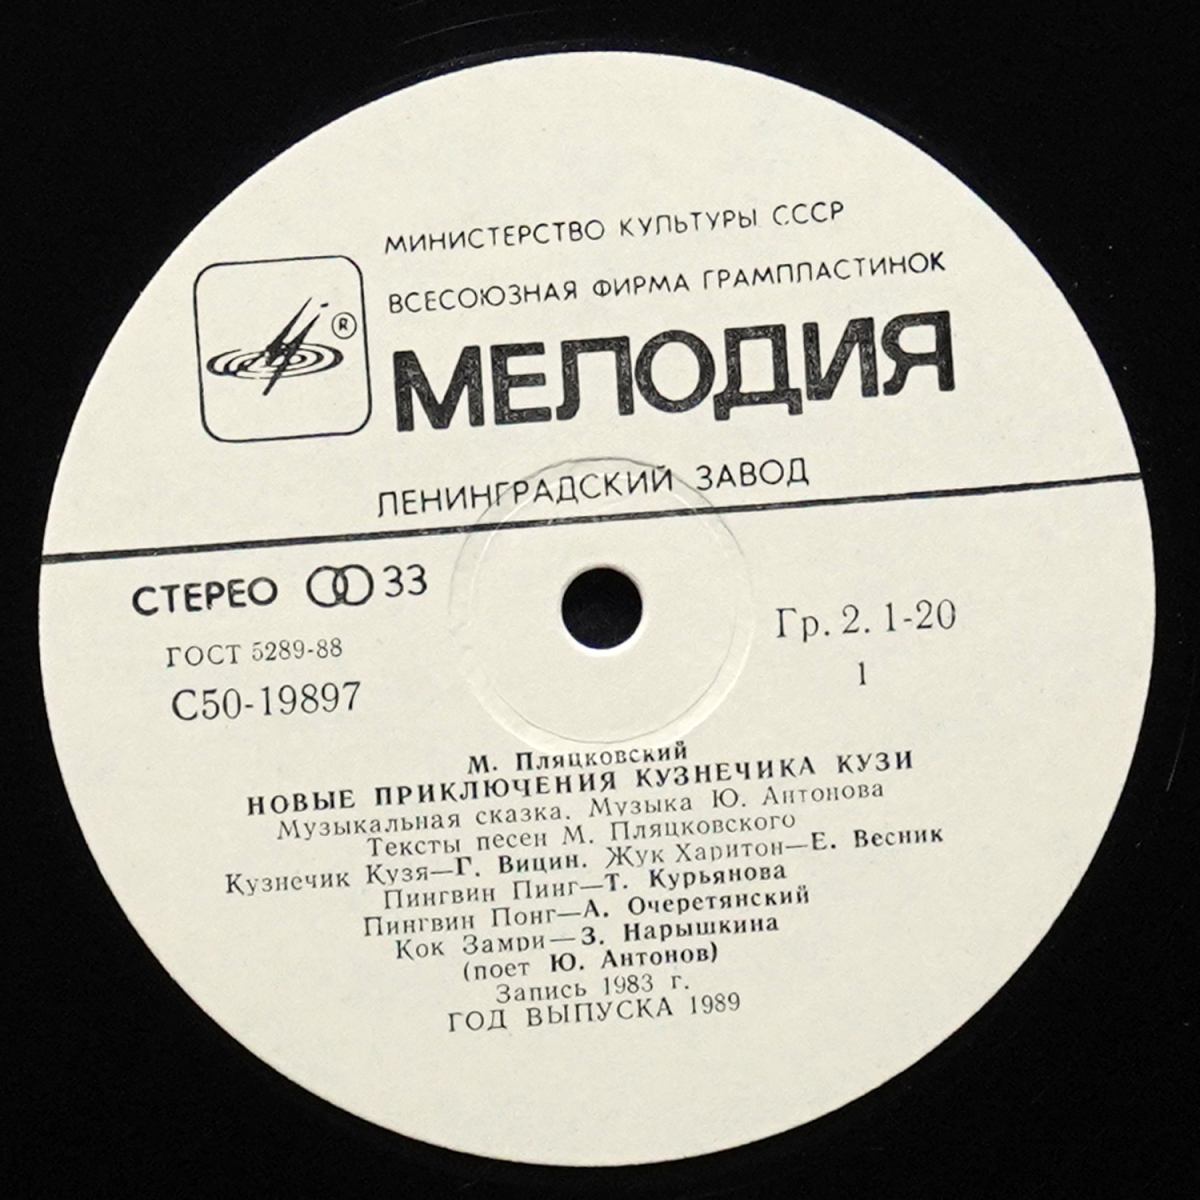 МИНИСТЕРСТВО КУЛЬТУРЫ СССР
ВСЕСОЮЗНАЯ ФИРМА ГРАМПЛАСТИНОК
®
МЕЛОДИЯ
ЛЕНИНГРАДСКИЙ ЗАВОД
СТЕРЕО 33
ГОСТ 5289-88
С50-19897
Гр. 2. 1-20
1
М. Пляцковский
НОВЫЕ ПРИКЛЮЧЕНИЯ КУЗНЕЧИКА КУЗИ
Музыкальная сказка. Музыка Ю. Антонова
Тексты песен М. Пляцковского
Кузнечик Кузя—Г. Вицин. Жук Харитон—Е. Весник
Пингвин Пинг—Т. Курьянова
Пингвин Понг—А. Очеретянский
Кок Замри—З. Нарышкина
(поет Ю. Антонов)
Запись 1983 г.
ГОД ВЫПУСКА 1989